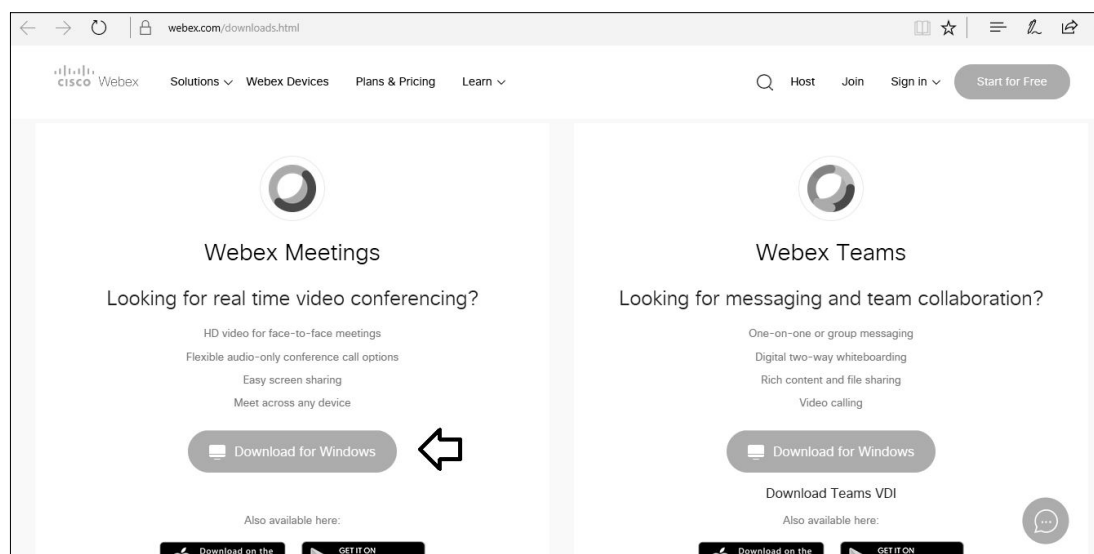 webex.com/downloads.html
CISCO Webex Solutions Webex Devices Plans & Pricing Learn Host Join Sign in Start for Free
Webex Meetings
Looking for real time video conferencing?
HD video for face-to-face meetings
Flexible audio-only conference call options
Easy screen sharing
Meet across any device
Download for Windows
Also available here:
Download on the
GET IT ON
Webex Teams
Looking for messaging and team collaboration?
One-on-one or group messaging
Digital two-way whiteboarding
Rich content and file sharing
Video calling
Download for Windows
Download Teams VDI
Also available here:
Download on the
GET IT ON